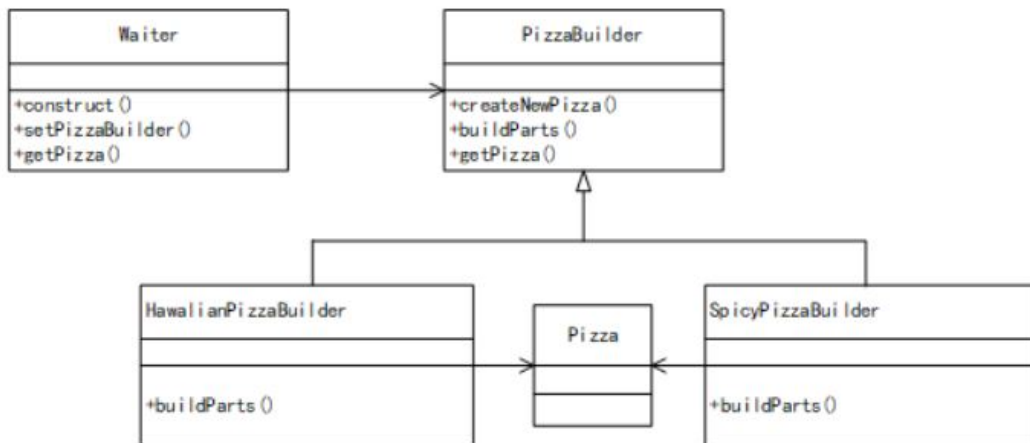 Waiter
+construct()
+setPizzaBuilder()
+getPizza()
PizzaBuilder
+createNewPizza()
+buildParts()
+getPizza()
HawalianPizzaBuilder
+buildParts()
Pizza
SpicyPizzaBuilder
+buildParts()